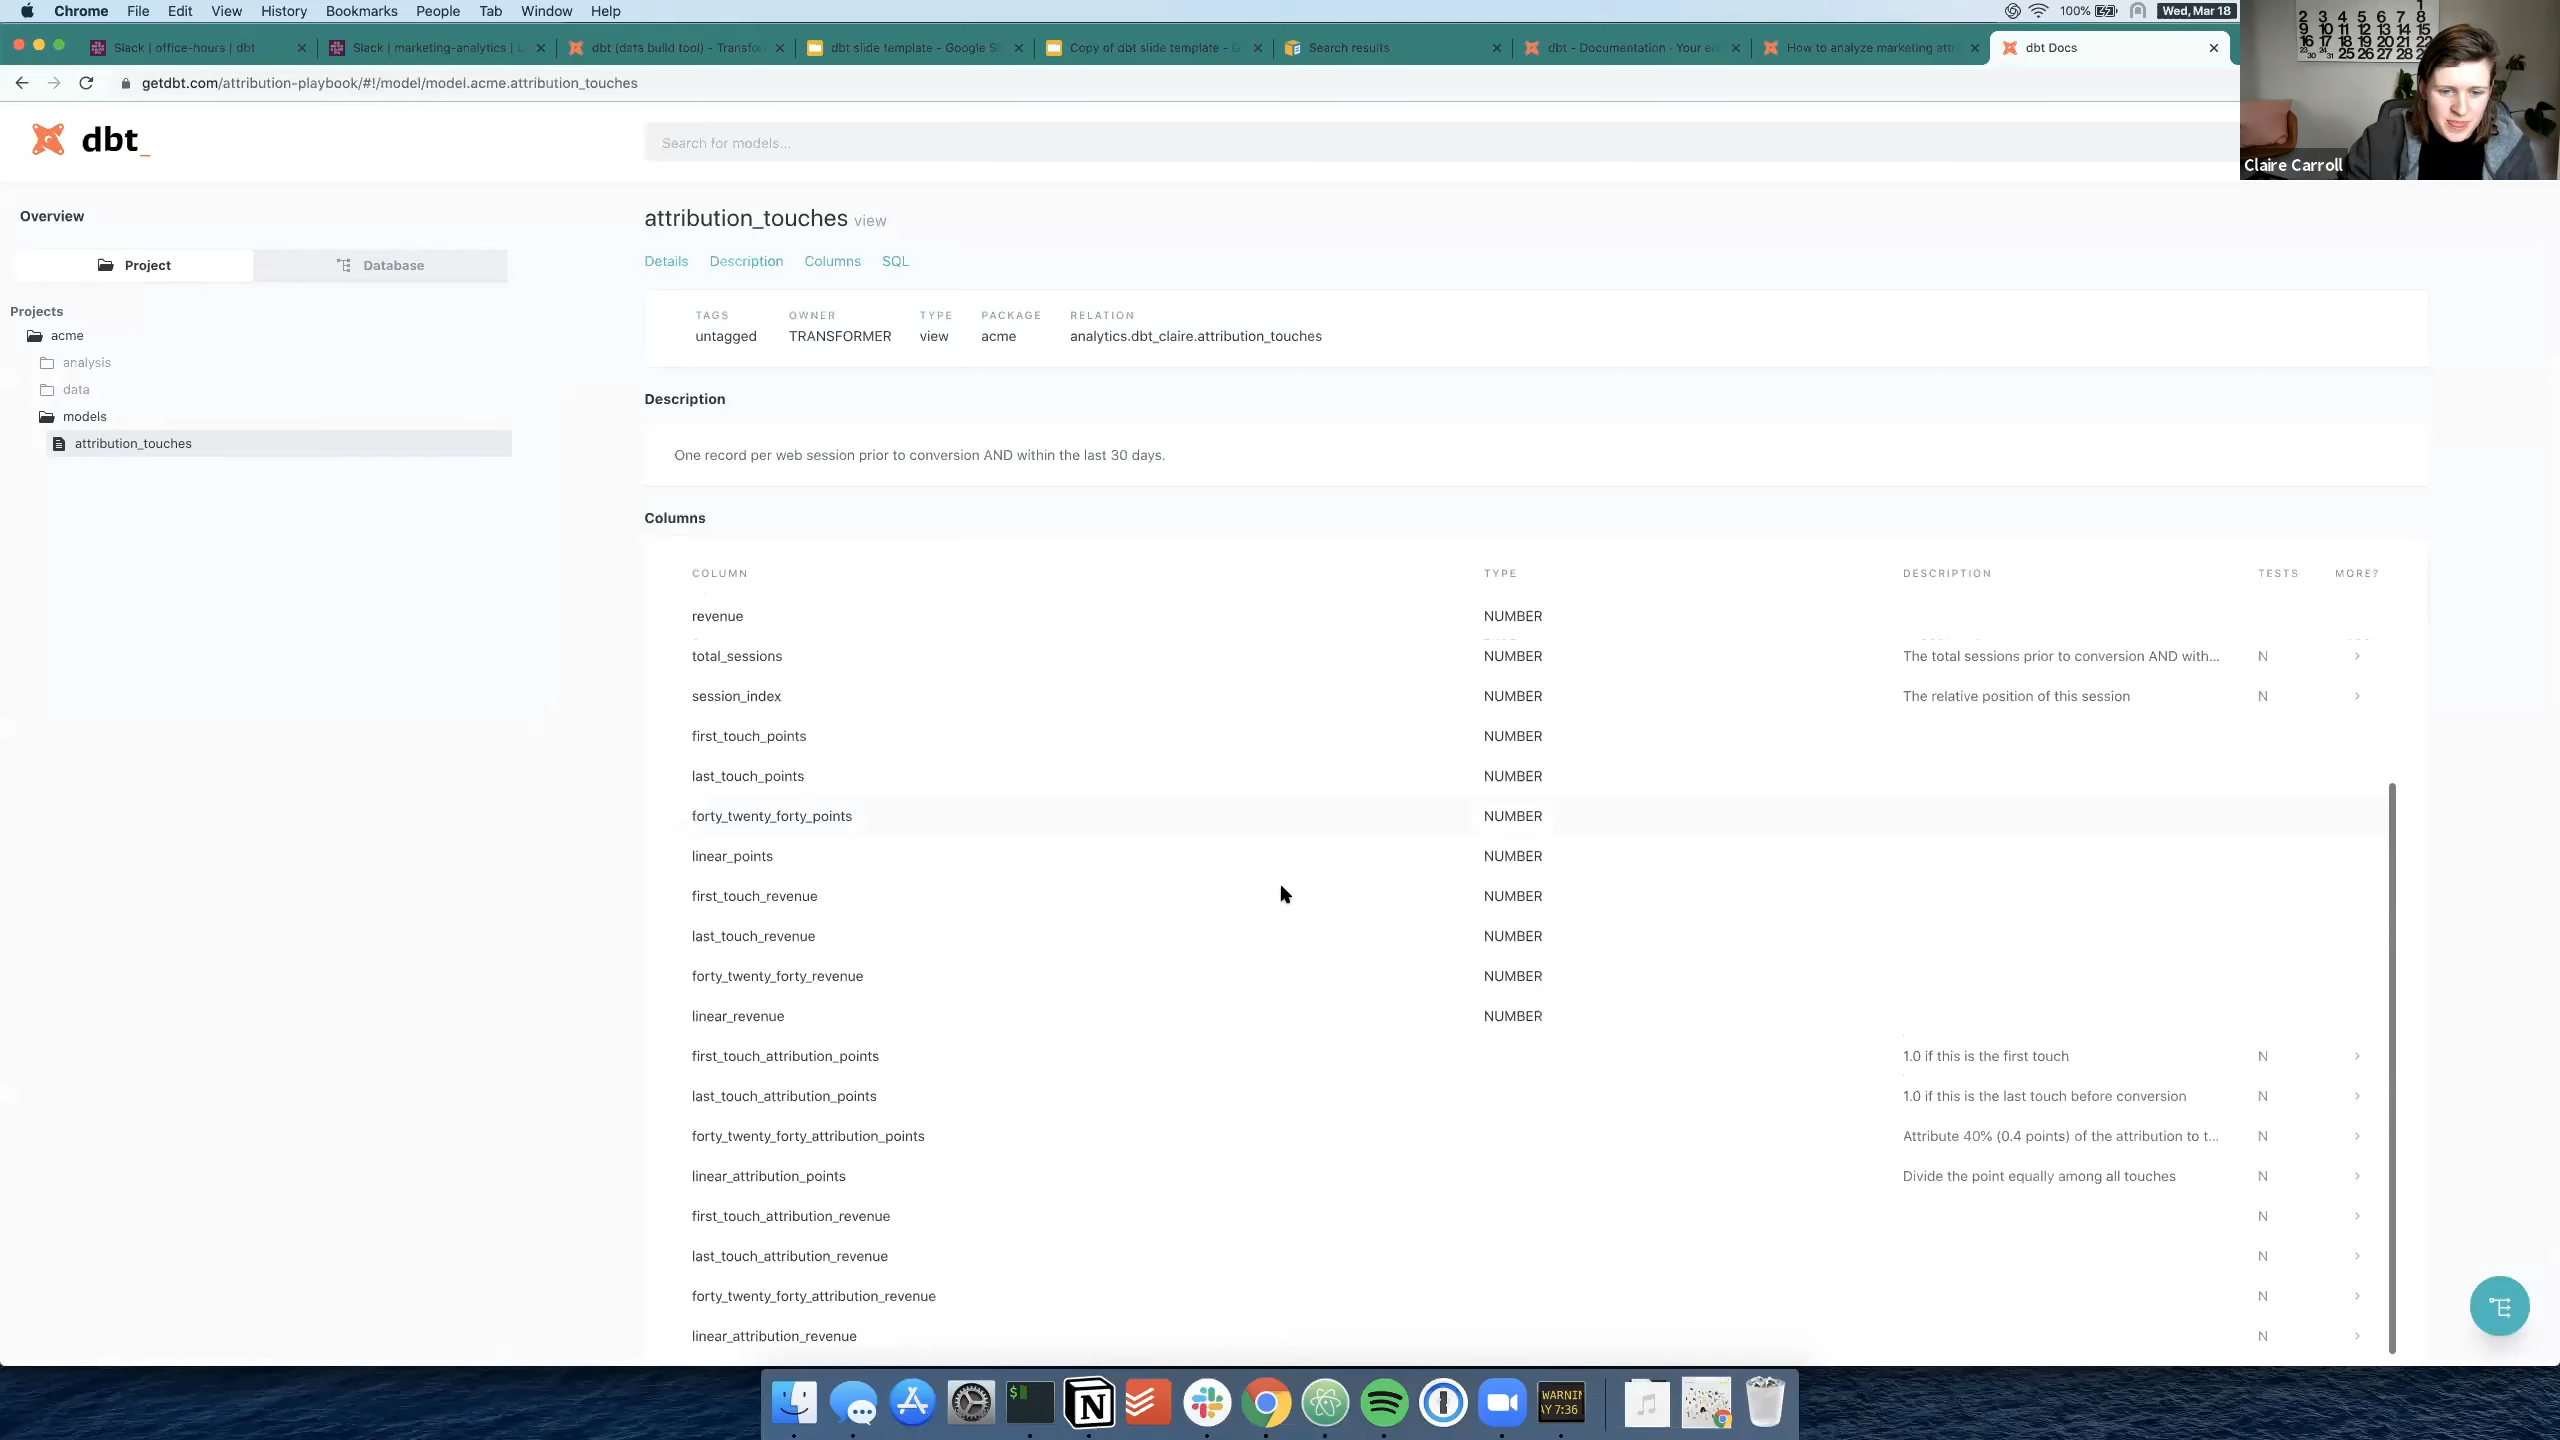 Chrome File Edit View History Bookmarks People Tab Window Help
100% Wed, Mar 18
Slack | office-hours | dbt
Slack | marketing-analytics |
dbt (data build tool) - Transfo
dbt slide template - Google Sl
Copy of dbt slide template - G
Search results
dbt - Documentation - Your e
How to analyze marketing att
dbt Docs
getdbt.com/attribution-playbook/#!/model/model.acme.attribution_touches
dbt_
Search for models...
Claire Carroll
Overview
Project Database
Projects
acme
analysis
data
models
attribution_touches
attribution_touches view
Details Description Columns SQL
TAGS OWNER TYPE PACKAGE RELATION
untagged TRANSFORMER view acme analytics.dbt_claire.attribution_touches
Description
One record per web session prior to conversion AND within the last 30 days.
Columns
COLUMN TYPE DESCRIPTION TESTS MORE?
revenue NUMBER
total_sessions NUMBER The total sessions prior to conversion AND with... N >
session_index NUMBER The relative position of this session N >
first_touch_points NUMBER
last_touch_points NUMBER
forty_twenty_forty_points NUMBER
linear_points NUMBER
first_touch_revenue NUMBER
last_touch_revenue NUMBER
forty_twenty_forty_revenue NUMBER
linear_revenue NUMBER
first_touch_attribution_points 1.0 if this is the first touch N >
last_touch_attribution_points 1.0 if this is the last touch before conversion N >
forty_twenty_forty_attribution_points Attribute 40% (0.4 points) of the attribution to t... N >
linear_attribution_points Divide the point equally among all touches N >
first_touch_attribution_revenue N >
last_touch_attribution_revenue N >
forty_twenty_forty_attribution_revenue N >
linear_attribution_revenue N >
WARNIN
AY 7:36